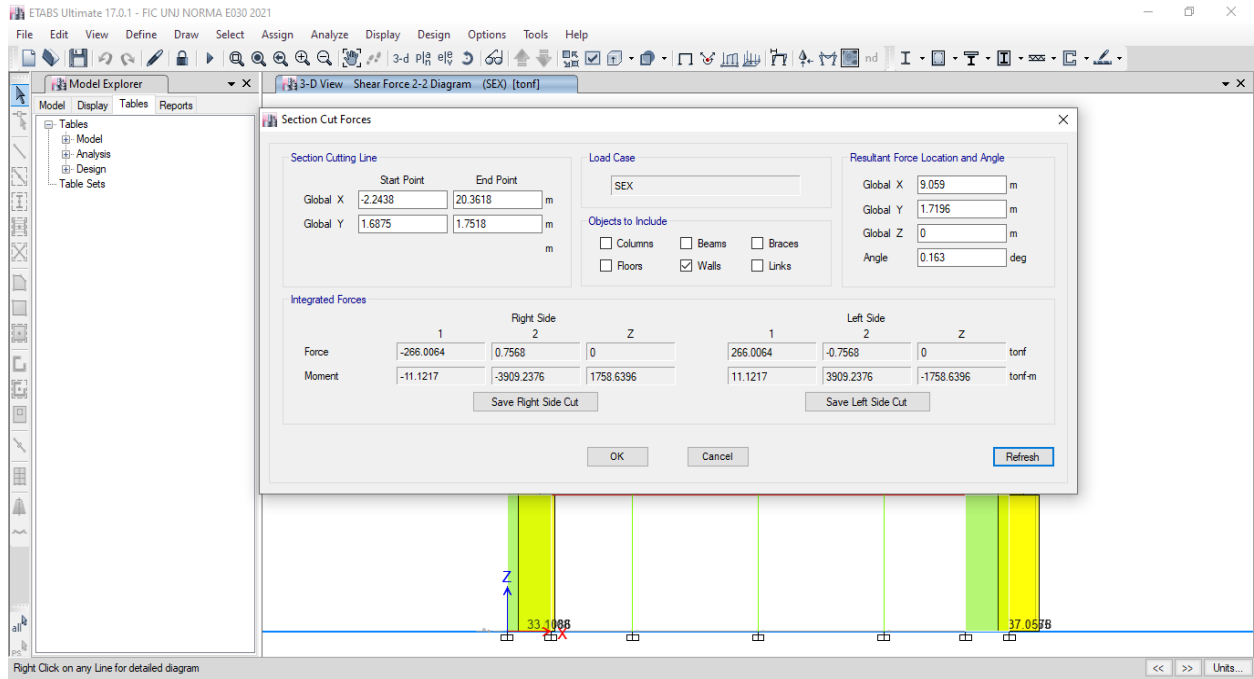 ETABS Ultimate 17.0.1 - FIC UNJ NORMA E030 2021
File Edit View Define Draw Select Assign Analyze Display Design Options Tools Help
3-d nd
Model Explorer
3-D View Shear Force 2-2 Diagram (SEX) [tonf]
Model Display Tables Reports
Tables
Model
Analysis
Design
Table Sets
Section Cut Forces
Section Cutting Line
Start Point End Point
Global X -2.2438 20.3618 m
Global Y 1.6875 1.7518 m
m
Load Case
SEX
Objects to Include
Columns Beams Braces
Floors Walls Links
Resultant Force Location and Angle
Global X 9.059 m
Global Y 1.7196 m
Global Z 0 m
Angle 0.163 deg
Integrated Forces
Right Side Left Side
1 2 Z 1 2 Z
Force -266.0064 0.7568 0 266.0064 -0.7568 0 tonf
Moment -11.1217 -3909.2376 1758.6396 11.1217 3909.2376 -1758.6396 tonf-m
Save Right Side Cut Save Left Side Cut
OK Cancel Refresh
Z
X
all
Right Click on any Line for detailed diagram
<< >> Units...